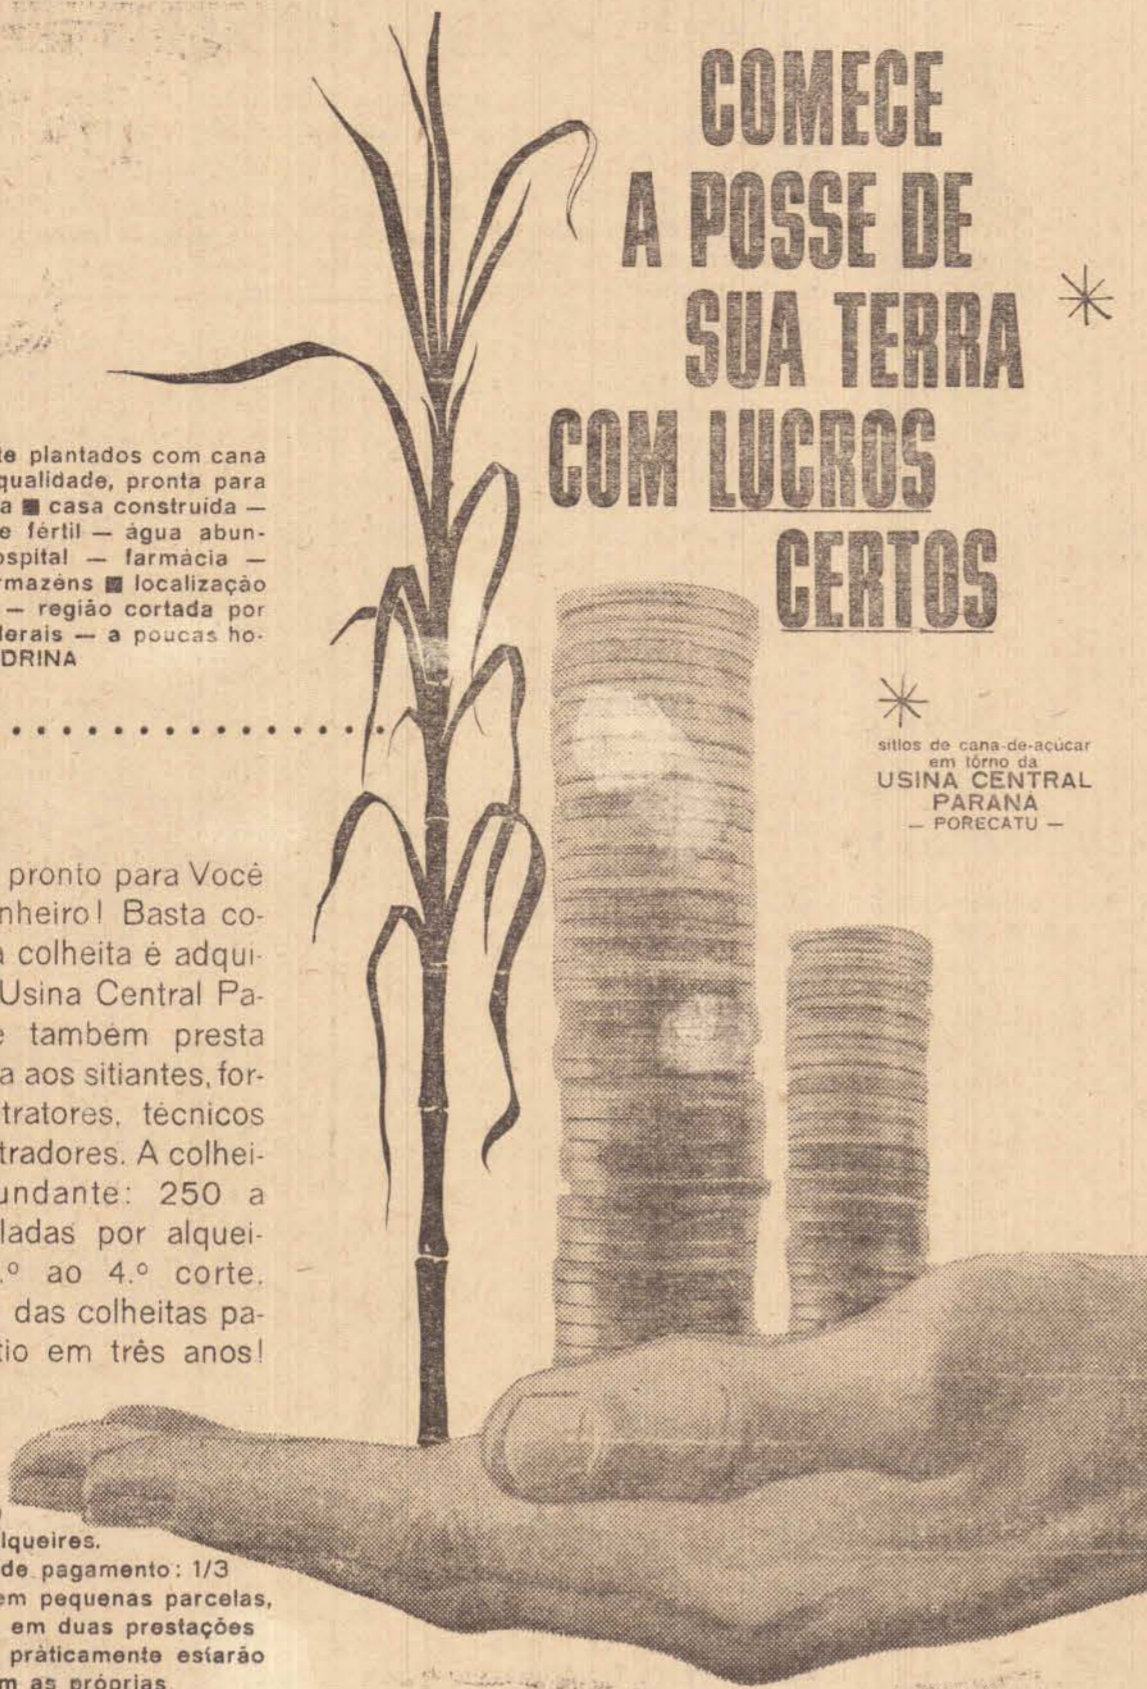 COMECE
A POSSE DE
SUA TERRA
COM LUCROS
CERTOS
sítios de cana-de-açúcar
em tôrno da
USINA CENTRAL
PARANÁ
— PORECATU —
te plantados com cana
qualidade, pronta para
a ■ casa construída —
e fértil — água abun-
ospital — farmácia —
rmazéns ■ localização
— região cortada por
derais — a poucas ho-
DRINA
pronto para Você
nheiro! Basta co-
a colheita é adqui-
Usina Central Pa-
e também presta
a aos sitiantes, for-
tratores, técnicos
tradores. A colhei-
undante: 250 a
ladas por alquei-
.º ao 4.º corte.
das colheitas pa-
tio em três anos!
lqueires.
de pagamento: 1/3
em pequenas parcelas,
em duas prestações
pràticamente estarão
m as próprias